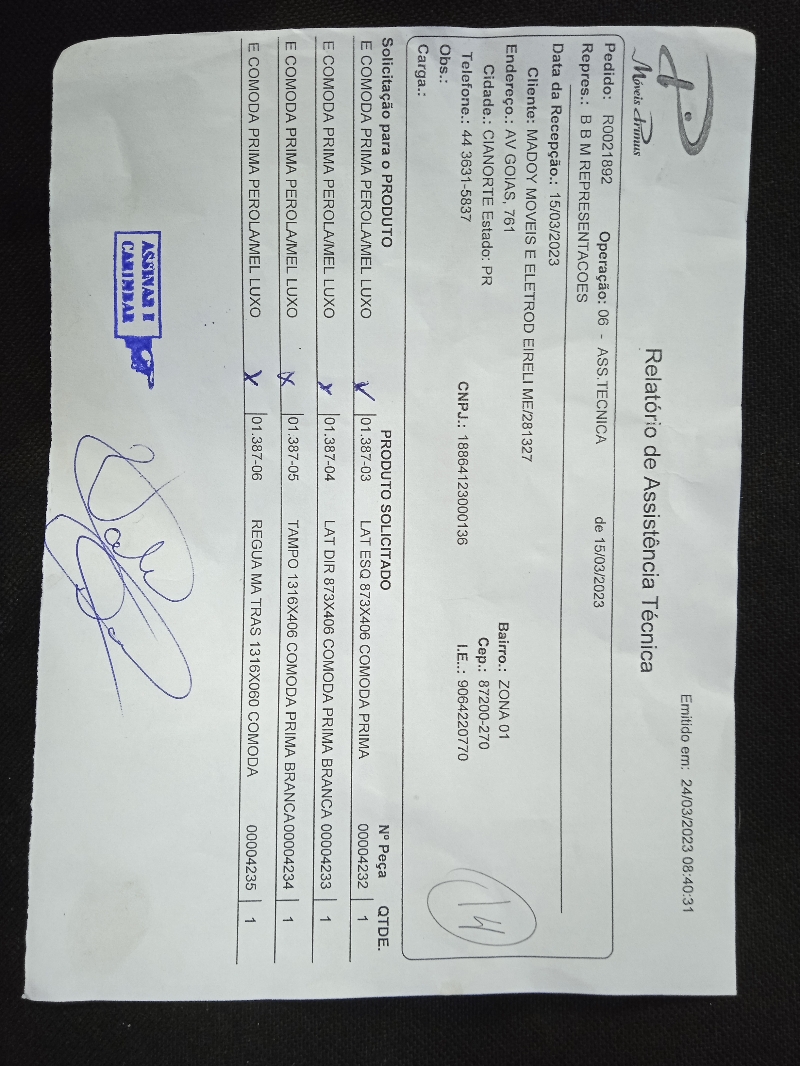 Móveis Primus
Relatório de Assistência Técnica
Emitido em: 24/03/2023 08:40:31
Pedido: R0021892 Operação: 06 - ASS.TECNICA de 15/03/2023
Repres.: B B M REPRESENTACOES
Data da Recepção.: 15/03/2023
Cliente: MADOY MOVEIS E ELETROD EIRELI ME/281327
Endereço.: AV GOIAS, 761 Bairro.: ZONA 01
Cidade.: CIANORTE Estado: PR Cep.: 87200-270
Telefone.: 44 3631-5837 CNPJ.: 18864123000136 I.E..: 9064220770
Obs.:
Carga.:
14
Solicitação para o PRODUTO PRODUTO SOLICITADO Nº Peça QTDE.
E COMODA PRIMA PEROLA/MEL LUXO 01.387-03 LAT ESQ 873X406 COMODA PRIMA 00004232 1
E COMODA PRIMA PEROLA/MEL LUXO 01.387-04 LAT DIR 873X406 COMODA PRIMA BRANCA 00004233 1
E COMODA PRIMA PEROLA/MEL LUXO 01.387-05 TAMPO 1316X406 COMODA PRIMA BRANCA 00004234 1
E COMODA PRIMA PEROLA/MEL LUXO 01.387-06 REGUA MA TRAS 1316X060 COMODA 00004235 1
ASSINAR E
CARIMBAR